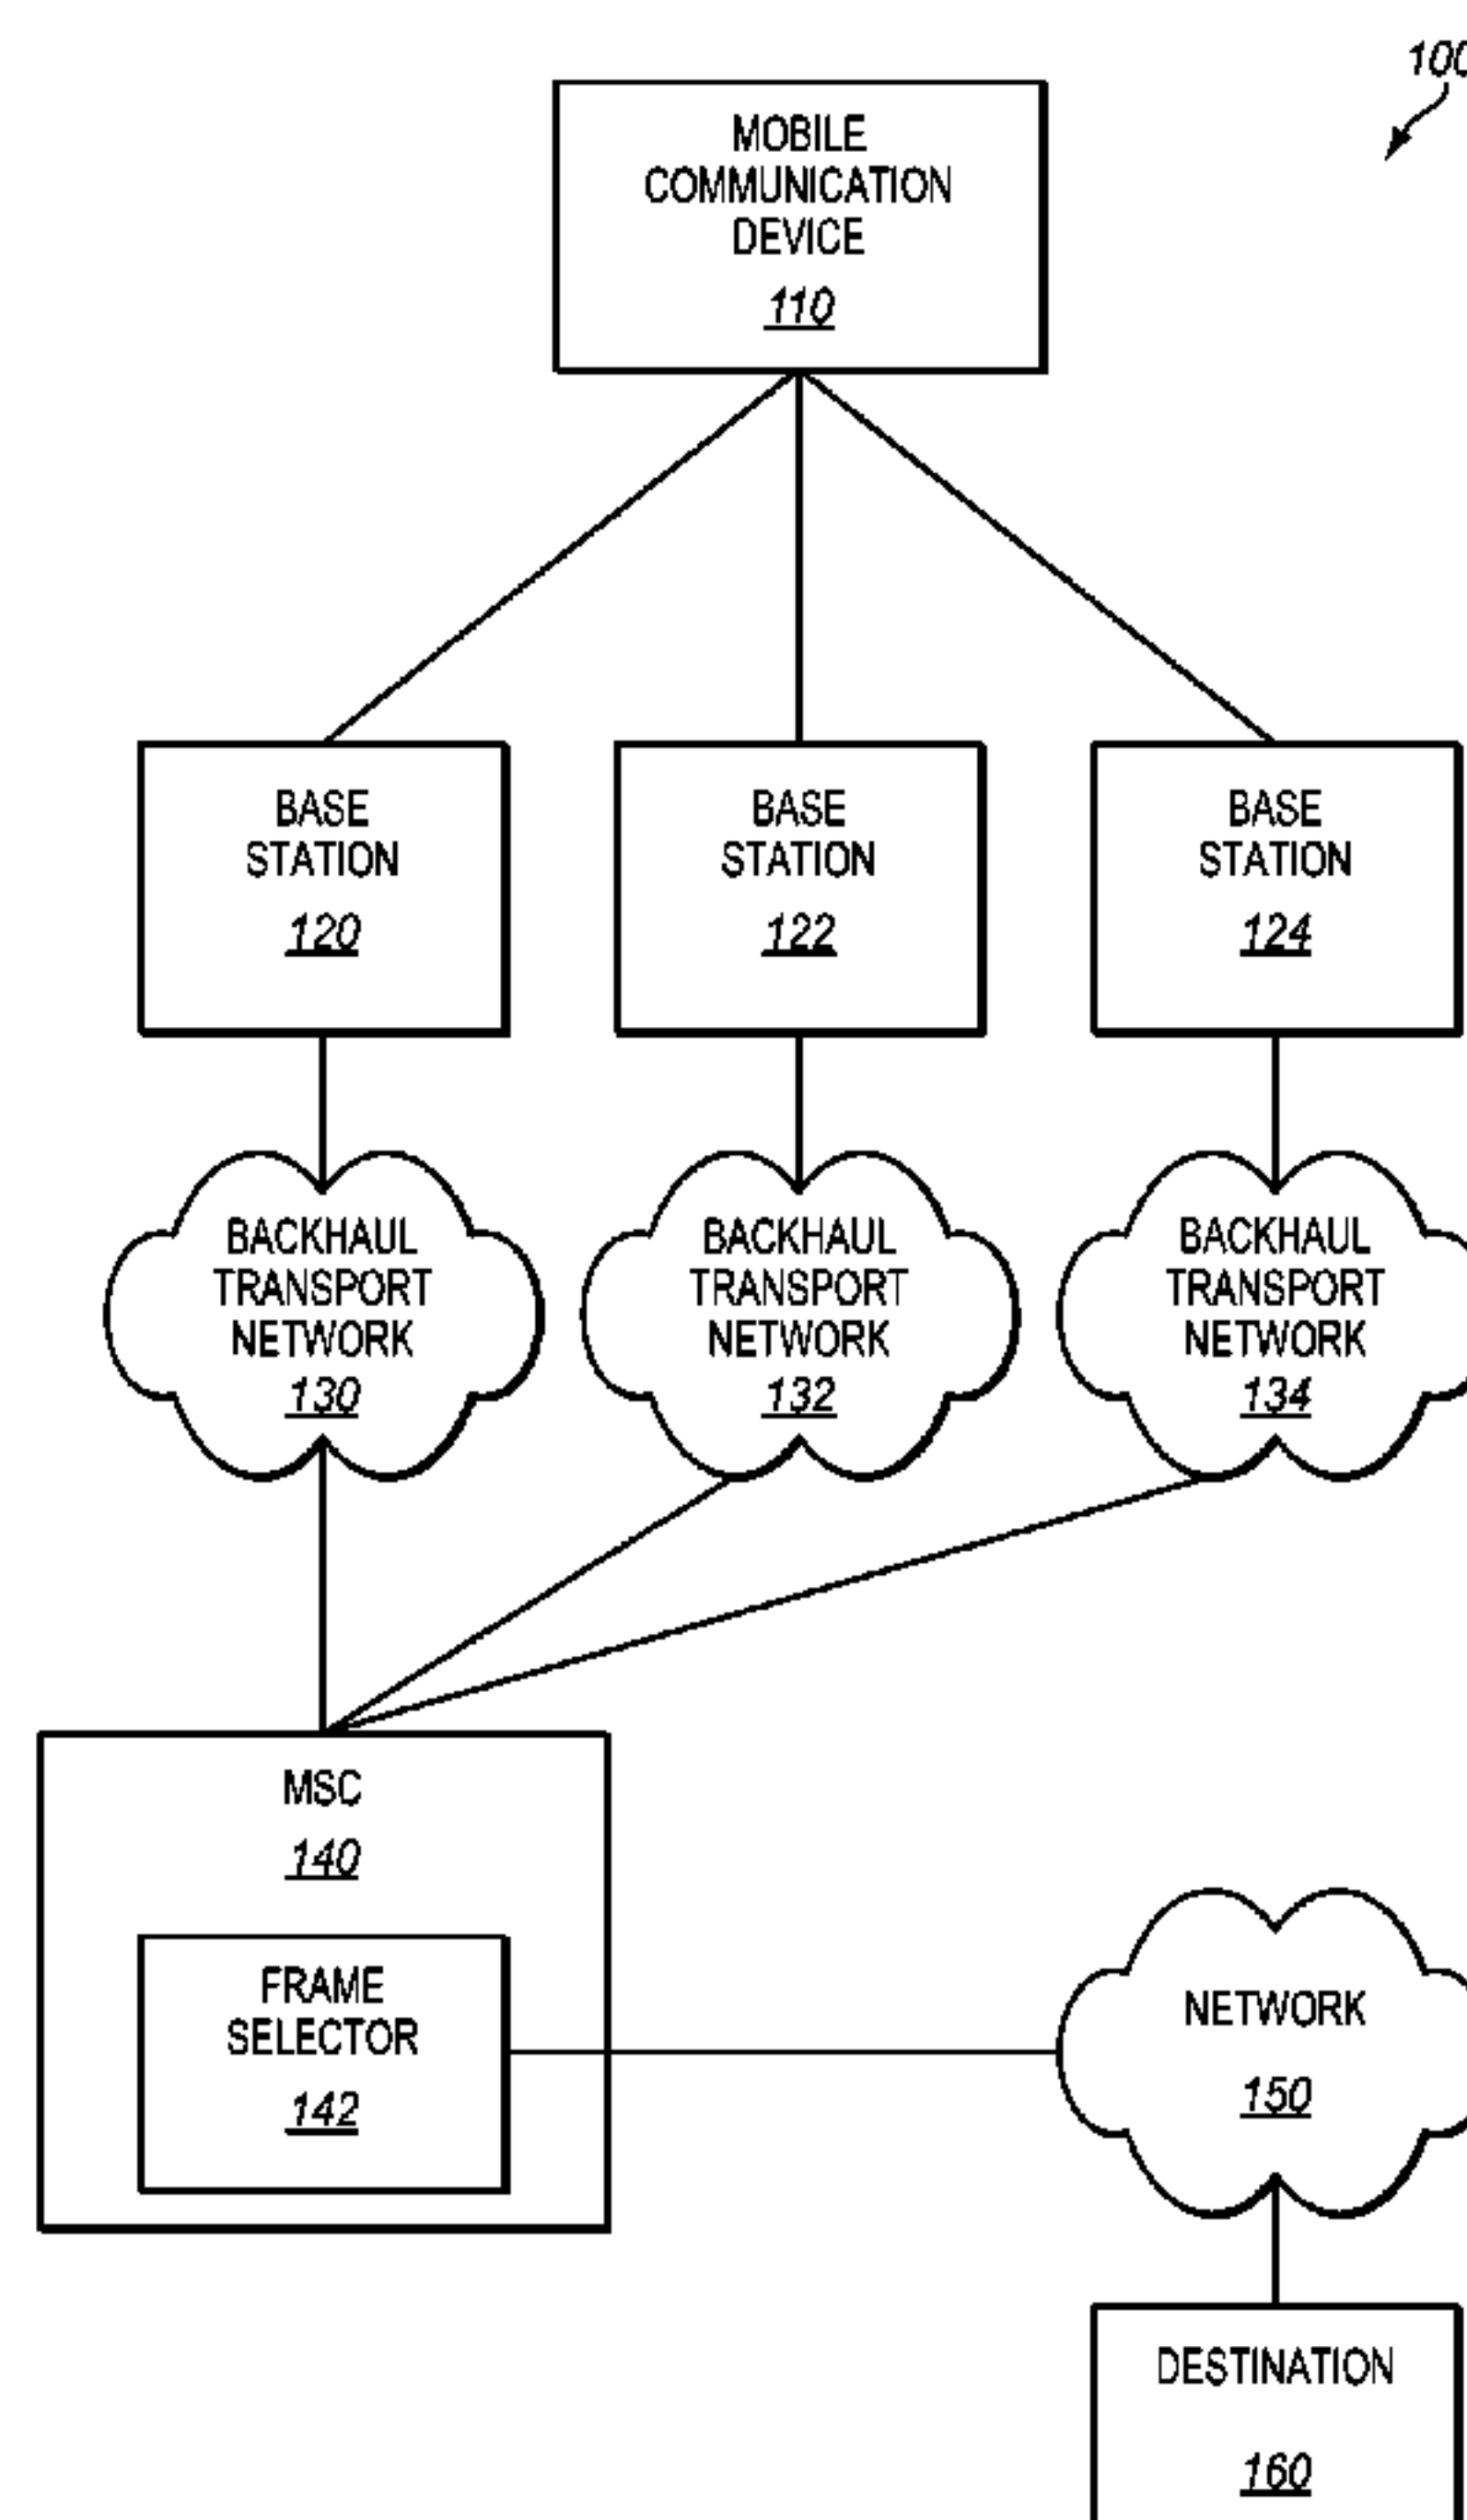 100
MOBILE
COMMUNICATION
DEVICE
110
BASE
STATION
120
BASE
STATION
122
BASE
STATION
124
BACKHAUL
TRANSPORT
NETWORK
130
BACKHAUL
TRANSPORT
NETWORK
132
BACKHAUL
TRANSPORT
NETWORK
134
MSC
140
FRAME
SELECTOR
142
NETWORK
150
DESTINATION
160